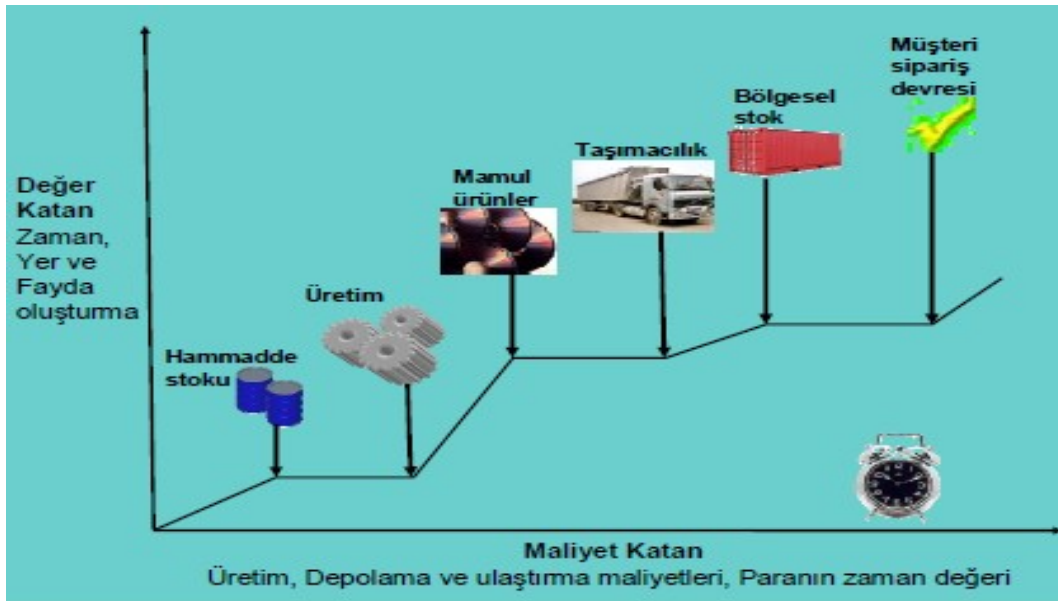 Müşteri
sipariş
devresi
Bölgesel
stok
Taşımacılık
Mamul
ürünler
Değer
Katan
Zaman,
Yer ve
Fayda
oluşturma
Üretim
Hammadde
stoku
Maliyet Katan
Üretim, Depolama ve ulaştırma maliyetleri, Paranın zaman değeri